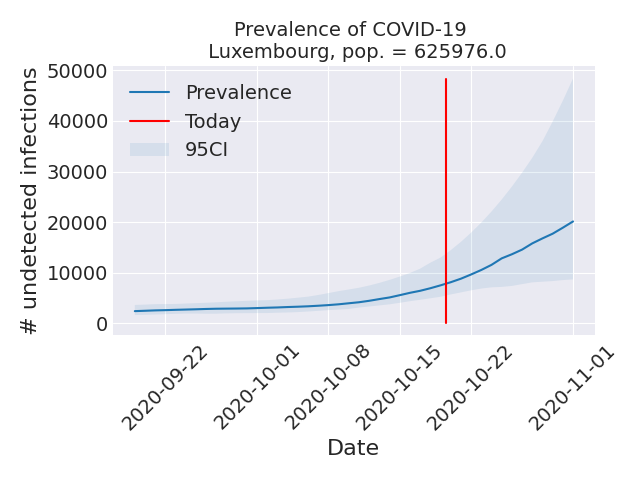 Prevalence of COVID-19
Luxembourg, pop. = 625976.0
# undetected infections
50000
40000
30000
20000
10000
0
Prevalence
Today
95CI
2020-09-22
2020-10-01
2020-10-08
2020-10-15
2020-10-22
2020-11-01
Date